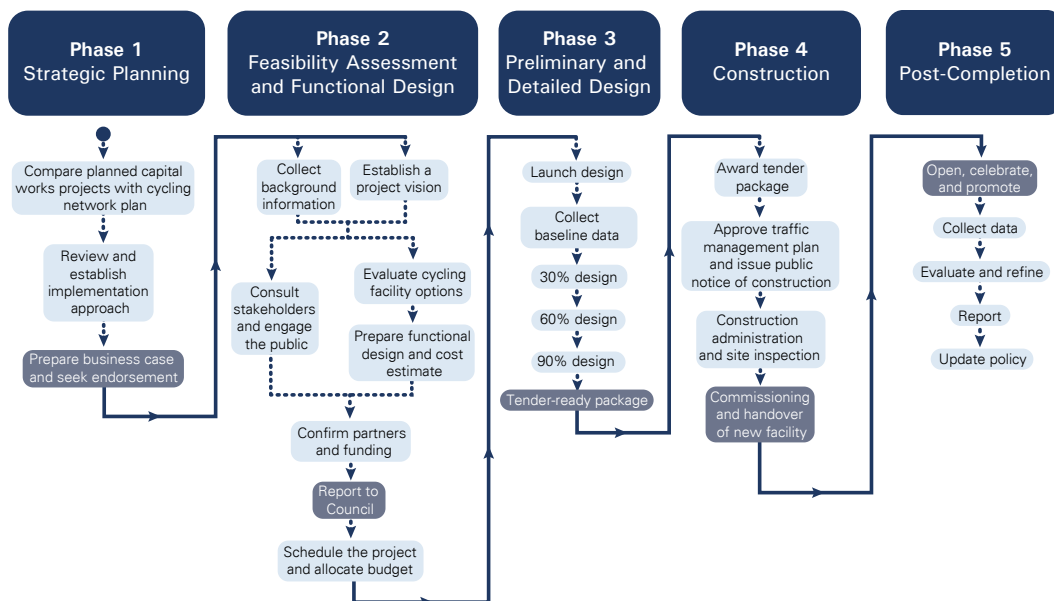 Phase 1
Strategic Planning
Compare planned capital
works projects with cycling
network plan
Review and
establish
implementation
approach
Prepare business case
and seek endorsement
Phase 2
Feasibility Assessment
and Functional Design
Collect
background
information
Establish a
project vision
Consult
stakeholders
and engage
the public
Evaluate cycling
facility options
Prepare functional
design and cost
estimate
Confirm partners
and funding
Report to
Council
Schedule the project
and allocate budget
Phase 3
Preliminary and
Detailed Design
Launch design
Collect
baseline data
30% design
60% design
90% design
Tender-ready package
Phase 4
Construction
Award tender
package
Approve traffic
management plan
and issue public
notice of construction
Construction
administration
and site inspection
Commissioning
and handover
of new facility
Phase 5
Post-Completion
Open, celebrate,
and promote
Collect data
Evaluate and refine
Report
Update policy